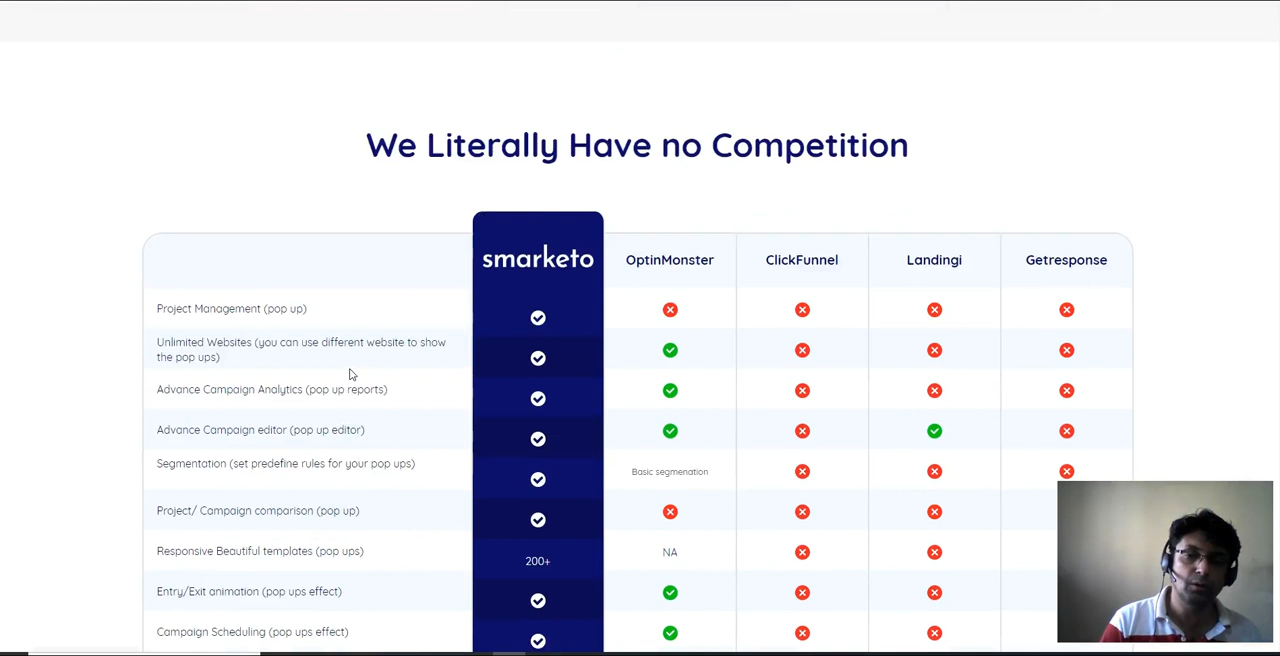 We Literally Have no Competition
smarketo OptinMonster ClickFunnel Landingi Getresponse
Project Management (pop up)
Unlimited Websites (you can use different website to show
the pop ups)
Advance Campaign Analytics (pop up reports)
Advance Campaign editor (pop up editor)
Segmentation (set predefine rules for your pop ups) Basic segmenation
Project/ Campaign comparison (pop up)
Responsive Beautiful templates (pop ups) 200+ NA
Entry/Exit animation (pop ups effect)
Campaign Scheduling (pop ups effect)